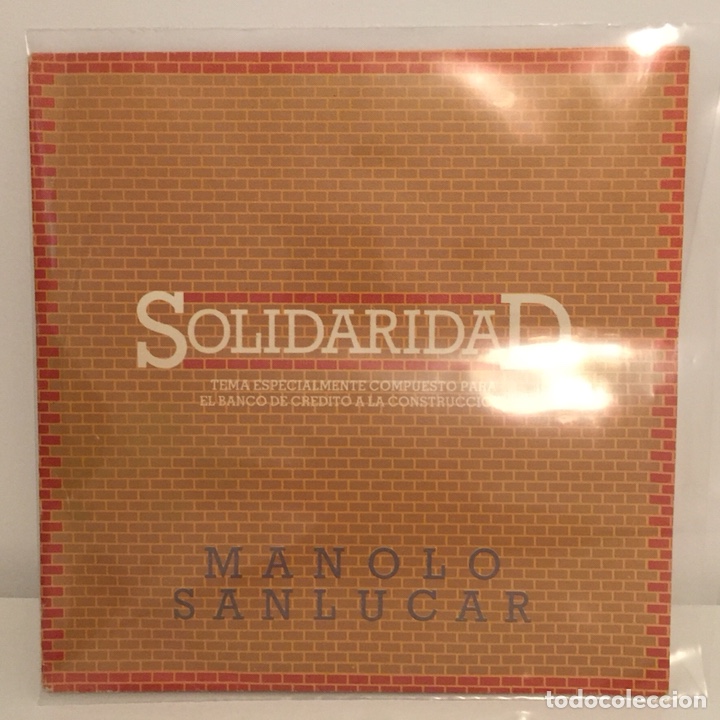 SOLIDARIDAD
TEMA ESPECIALMENTE COMPUESTO PARA
EL BANCO DE CREDITO A LA
MANOLO
SANLUCAR
todocoleccion